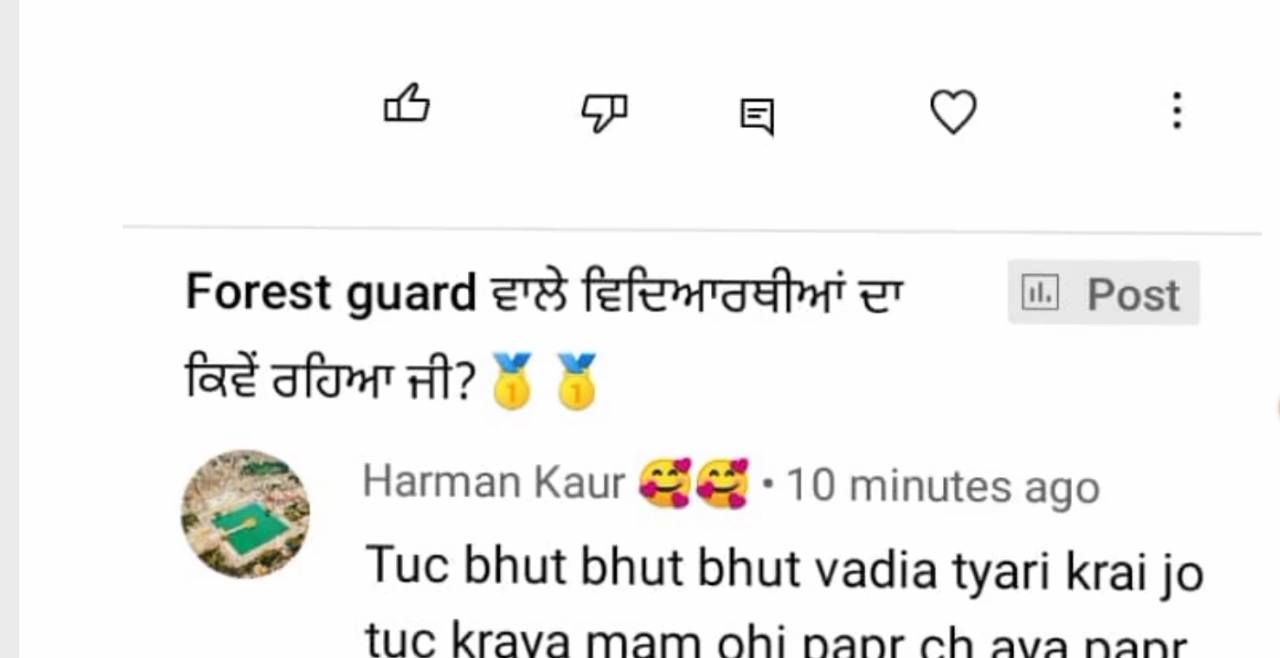 Forest guard ਵਾਲੇ ਵਿਦਿਆਰਥੀਆਂ ਦਾ
Post
ਕਿਵੇਂ ਰਹਿਆ ਜੀ? 🥇🥇
Harman Kaur 🥰🥰 • 10 minutes ago
Tuc bhut bhut bhut vadia tyari krai jo
tuc kraya mam ohi papr ch aya papr